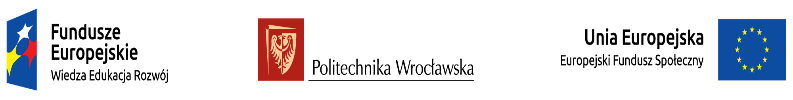 Fundusze
Europejskie
Wiedza Edukacja Rozwój
Politechnika Wrocławska
Unia Europejska
Europejski Fundusz Społeczny